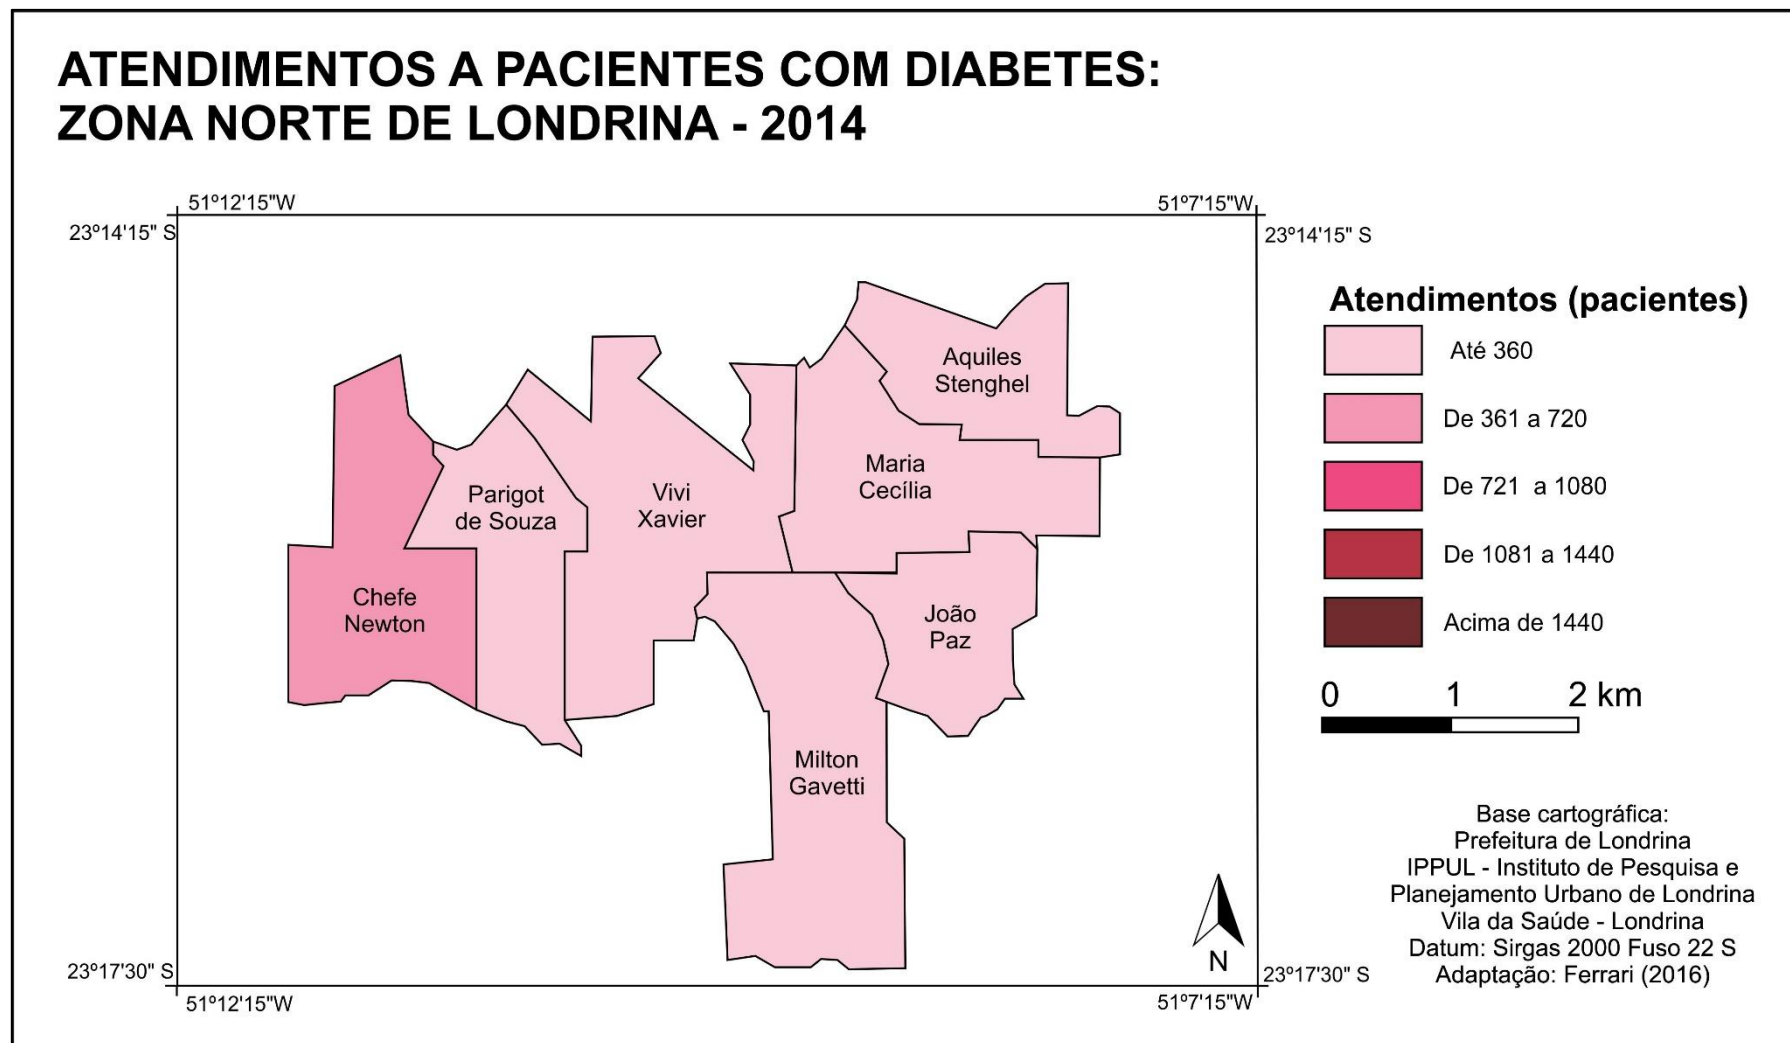 ATENDIMENTOS A PACIENTES COM DIABETES:
ZONA NORTE DE LONDRINA - 2014
51º12'15"W
51º7'15"W
23º14'15" S
23º14'15" S
Aquiles
Stenghel
Maria
Cecília
Vivi
Xavier
Parigot
de Souza
Chefe
Newton
João
Paz
Milton
Gavetti
N
23º17'30" S
23º17'30" S
51º12'15"W
51º7'15"W
Atendimentos (pacientes)
Até 360
De 361 a 720
De 721 a 1080
De 1081 a 1440
Acima de 1440
0 1 2 km
Base cartográfica:
Prefeitura de Londrina
IPPUL - Instituto de Pesquisa e
Planejamento Urbano de Londrina
Vila da Saúde - Londrina
Datum: Sirgas 2000 Fuso 22 S
Adaptação: Ferrari (2016)